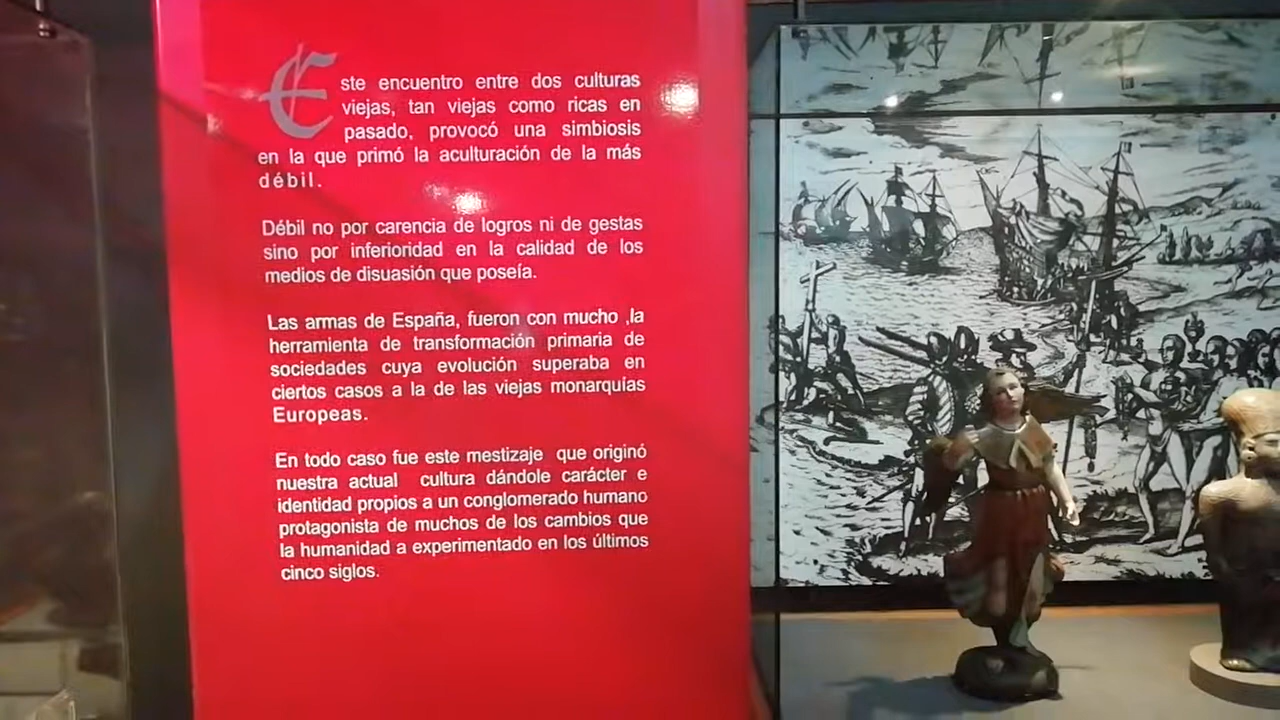 Este encuentro entre dos culturas
viejas, tan viejas como ricas en
pasado, provocó una simbiosis
en la que primó la aculturación de la más
débil.
Débil no por carencia de logros ni de gestas
sino por inferioridad en la calidad de los
medios de disuasión que poseía.
Las armas de España, fueron con mucho ,la
herramienta de transformación primaria de
sociedades cuya evolución superaba en
ciertos casos a la de las viejas monarquías
Europeas.
En todo caso fue este mestizaje que originó
nuestra actual cultura dándole carácter e
identidad propios a un conglomerado humano
protagonista de muchos de los cambios que
la humanidad a experimentado en los últimos
cinco siglos.